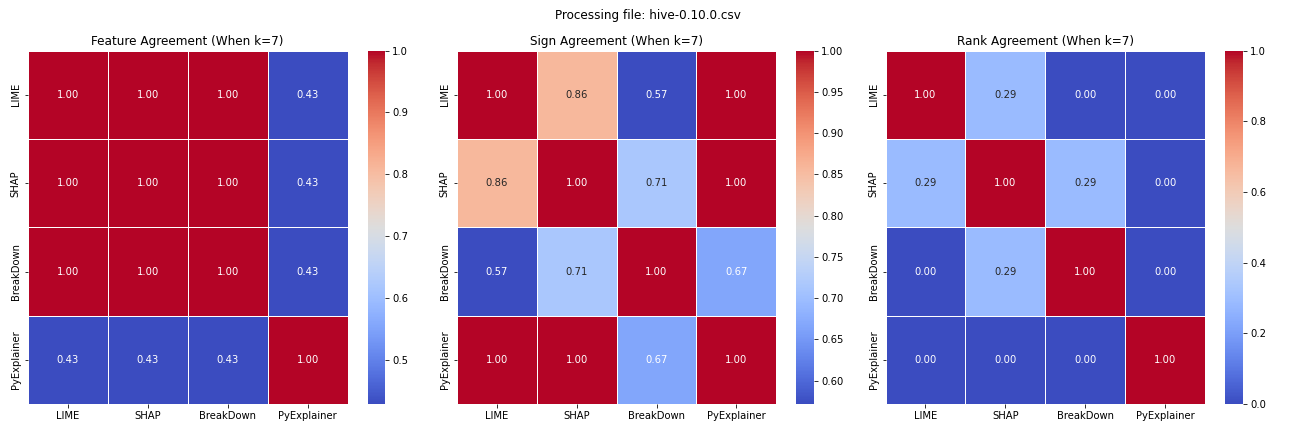 Processing file: hive-0.10.0.csv
Feature Agreement (When k=7)
LIME 1.00 1.00 1.00 0.43
SHAP 1.00 1.00 1.00 0.43
BreakDown 1.00 1.00 1.00 0.43
PyExplainer 0.43 0.43 0.43 1.00
LIME SHAP BreakDown PyExplainer
1.0
0.9
0.8
0.7
0.6
0.5
Sign Agreement (When k=7)
LIME 1.00 0.86 0.57 1.00
SHAP 0.86 1.00 0.71 1.00
BreakDown 0.57 0.71 1.00 0.67
PyExplainer 1.00 1.00 0.67 1.00
LIME SHAP BreakDown PyExplainer
1.00
0.95
0.90
0.85
0.80
0.75
0.70
0.65
0.60
Rank Agreement (When k=7)
LIME 1.00 0.29 0.00 0.00
SHAP 0.29 1.00 0.29 0.00
BreakDown 0.00 0.29 1.00 0.00
PyExplainer 0.00 0.00 0.00 1.00
LIME SHAP BreakDown PyExplainer
1.0
0.8
0.6
0.4
0.2
0.0